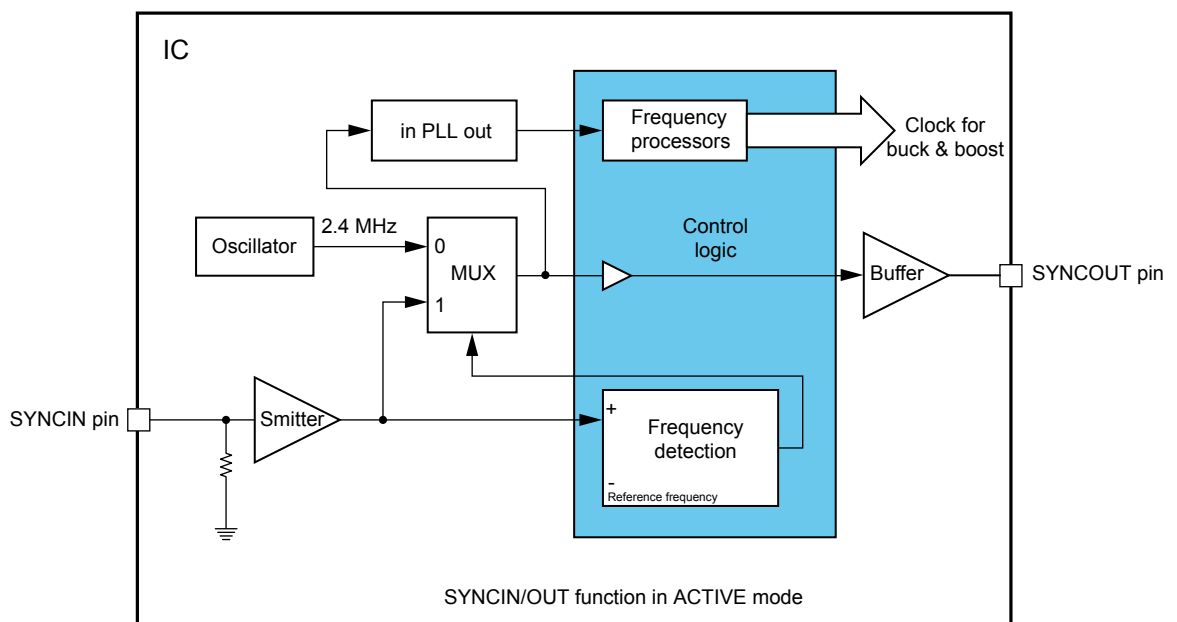 IC
in PLL out
Frequency
processors
Clock for
buck & boost
2.4 MHz
Oscillator
0
MUX
1
Control
logic
Buffer
SYNCOUT pin
SYNCIN pin
Smitter
+
Frequency
detection
-
Reference frequency
SYNCIN/OUT function in ACTIVE mode